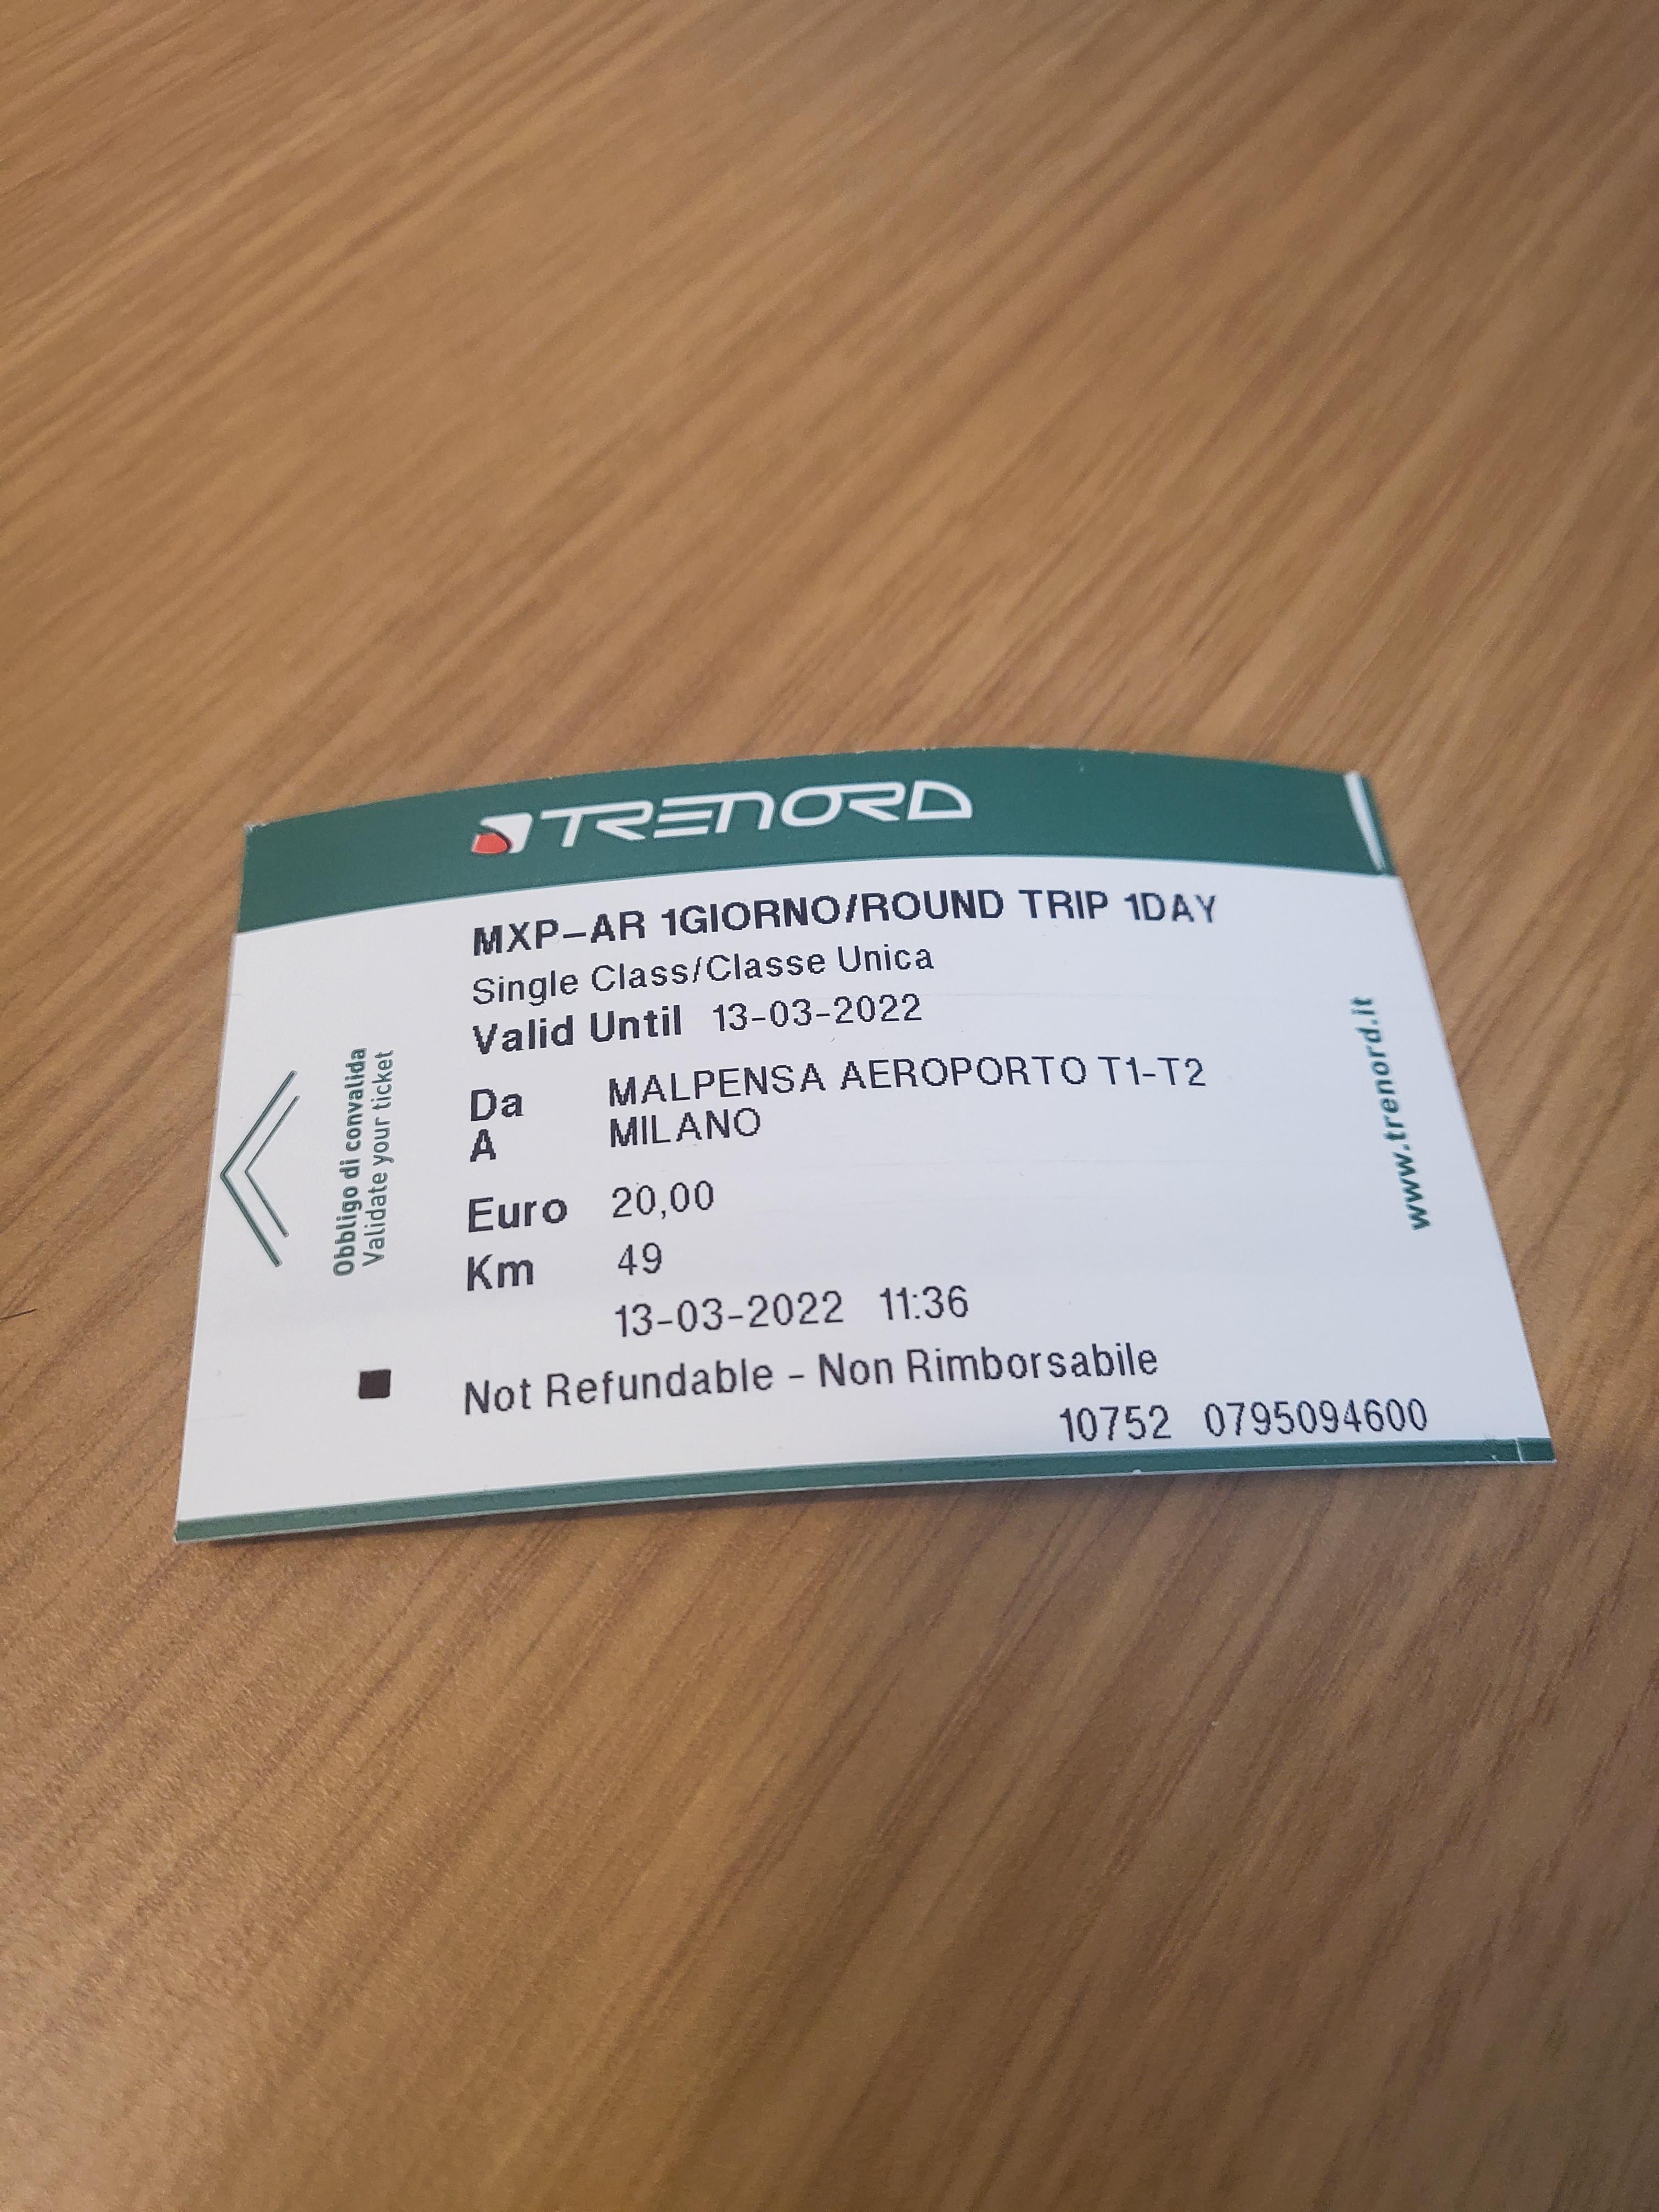 TRENORD
MXP-AR 1GIORNO/ROUND TRIP 1DAY
Single Class/Classe Unica
Valid Until 13-03-2022
Da MALPENSA AEROPORTO T1-T2
A MILANO
Euro 20,00
Km 49
13-03-2022 11:36
Not Refundable - Non Rimborsabile
10752 0795094600
Obbligo di convalida
Validate your ticket
www.trenord.it